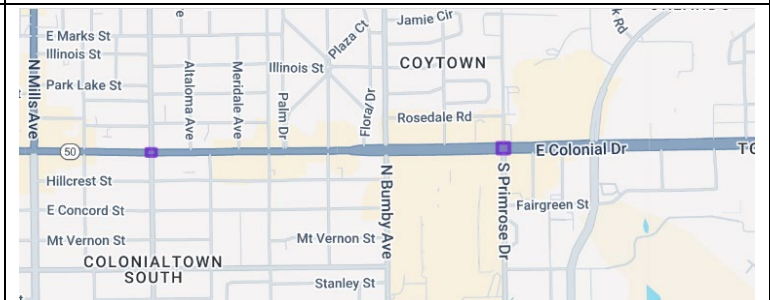 Jamie Cir
k Rd
E Marks St
Plaza Ct
Illinois St
Illinois St
COYTOWN
N Mills Ave
Park Lake St
Altaloma Ave
Meridale Ave
Palm Dr
Flora/Dr
Rosedale Rd
50
E Colonial Dr
TO
Hillcrest St
N Bumby Ave
S Primrose Dr
E Concord St
Fairgreen St
Mt Vernon St
Mt Vernon St
COLONIALTOWN
SOUTH
Stanley St